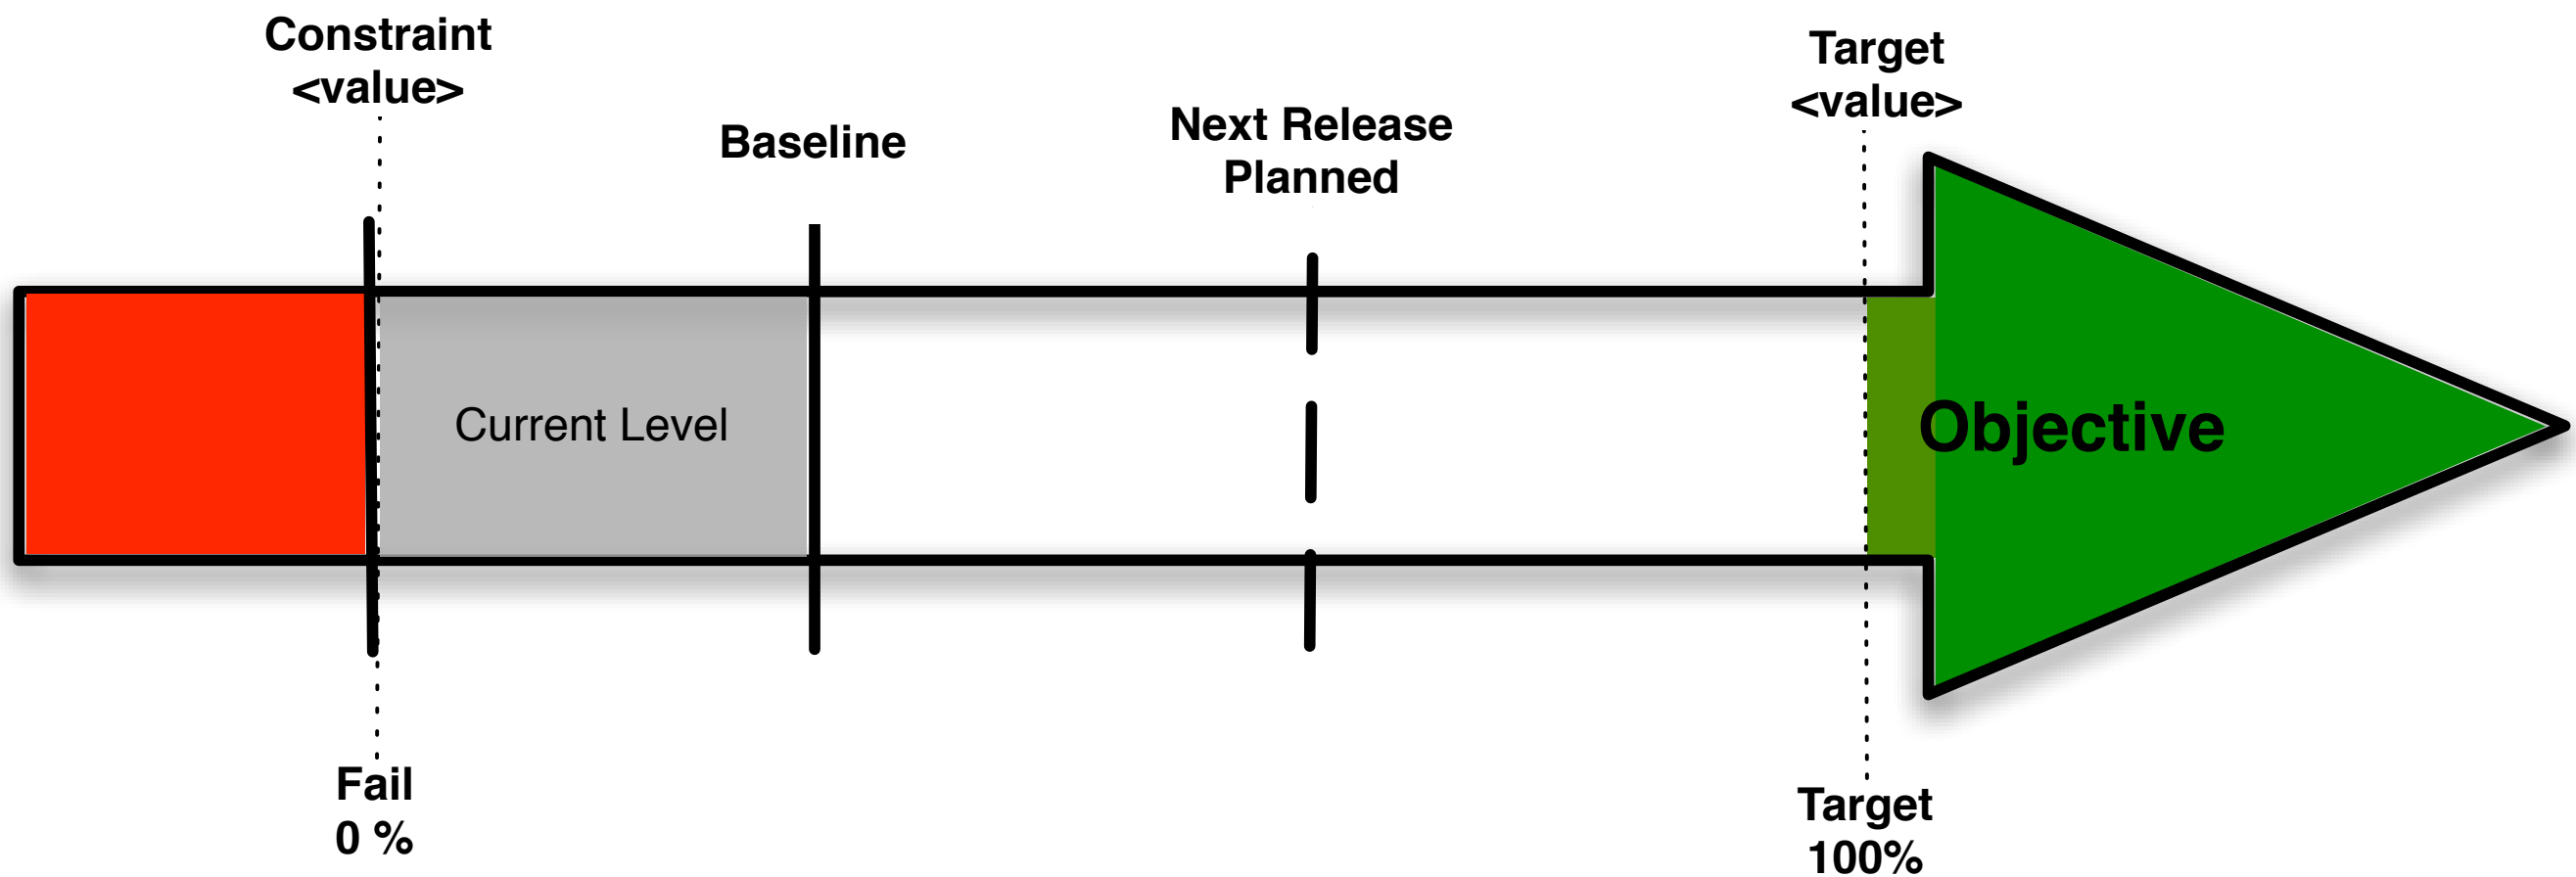 Constraint
<value>
Baseline
Next Release
Planned
Target
<value>
Current Level
Objective
Fail
0 %
Target
100%